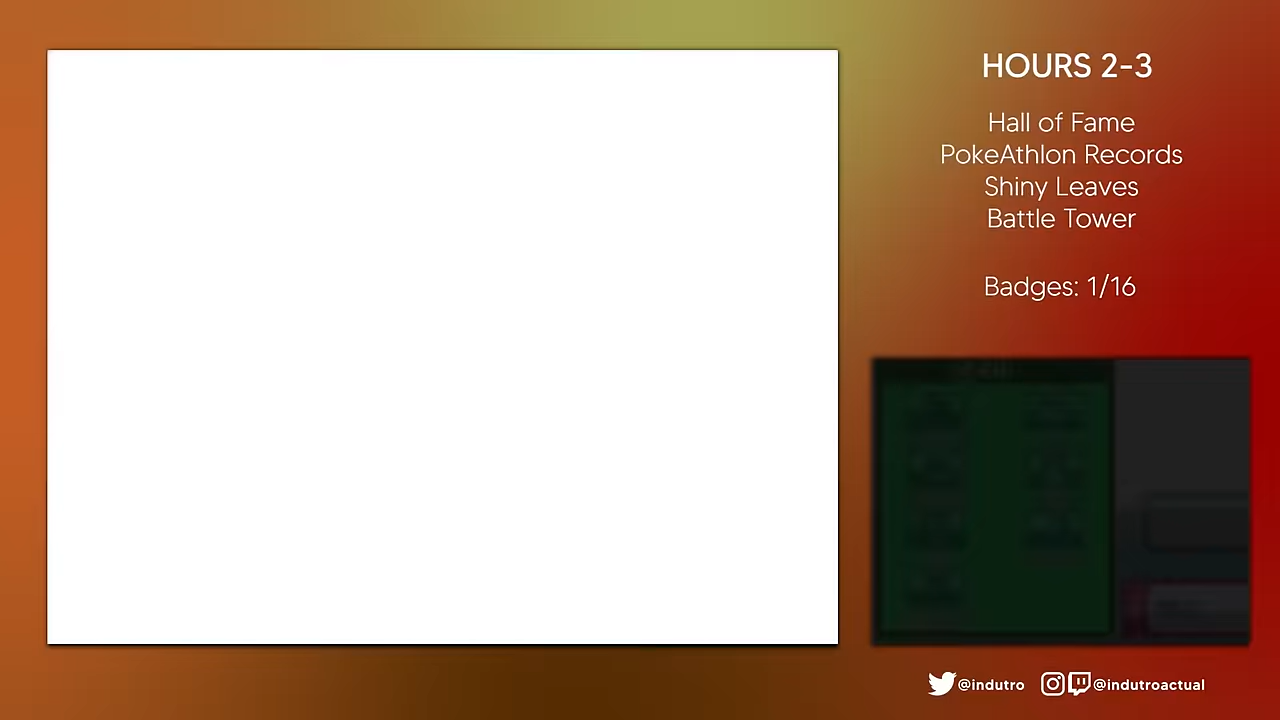 HOURS 2-3
Hall of Fame
PokeAthlon Records
Shiny Leaves
Battle Tower
Badges: 1/16
@indutro @indutroactual